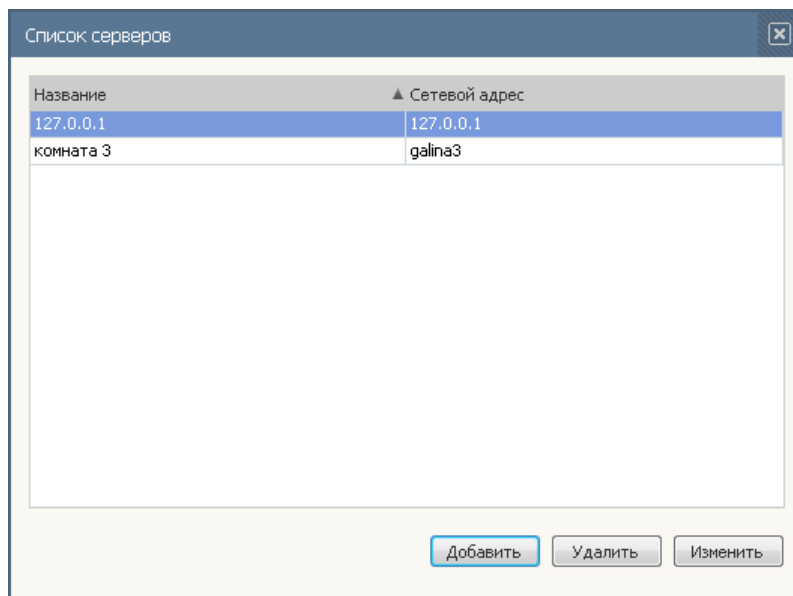 Список серверов
Название Сетевой адрес
127.0.0.1 127.0.0.1
комната 3 galina3
Добавить Удалить Изменить